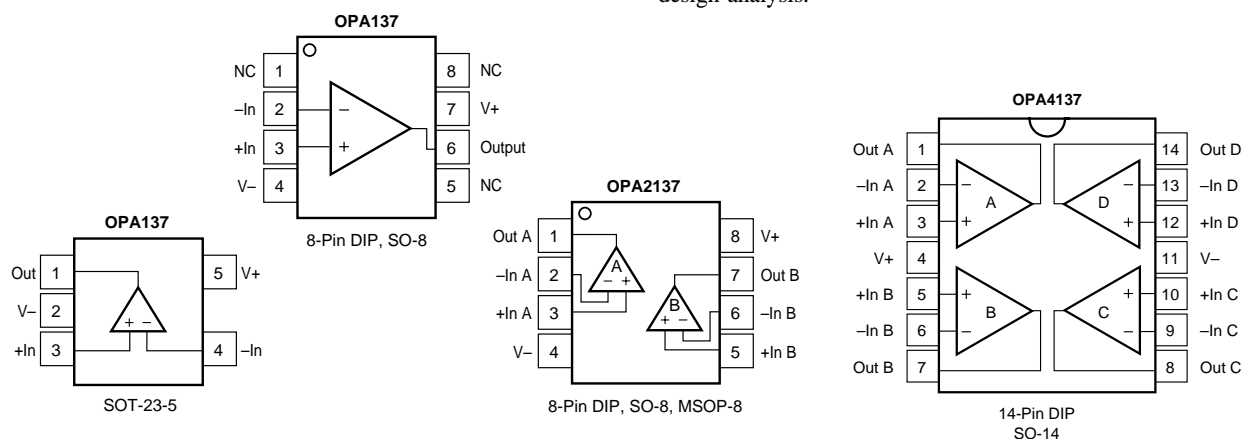 design analysis.
OPA137
NC 1 8 NC
–In 2 7 V+
+In 3 6 Output
V– 4 5 NC
– +
8-Pin DIP, SO-8
OPA137
Out 1 5 V+
V– 2
+In 3 4 –In
+ –
SOT-23-5
OPA2137
Out A 1 8 V+
–In A 2 7 Out B
+In A 3 6 –In B
V– 4 5 +In B
A
– +
B
+ –
8-Pin DIP, SO-8, MSOP-8
OPA4137
Out A 1 14 Out D
–In A 2 – A – D 13 –In D
+In A 3 + + 12 +In D
V+ 4 11 V–
+In B 5 + B + C 10 +In C
–In B 6 – – 9 –In C
Out B 7 8 Out C
14-Pin DIP
SO-14